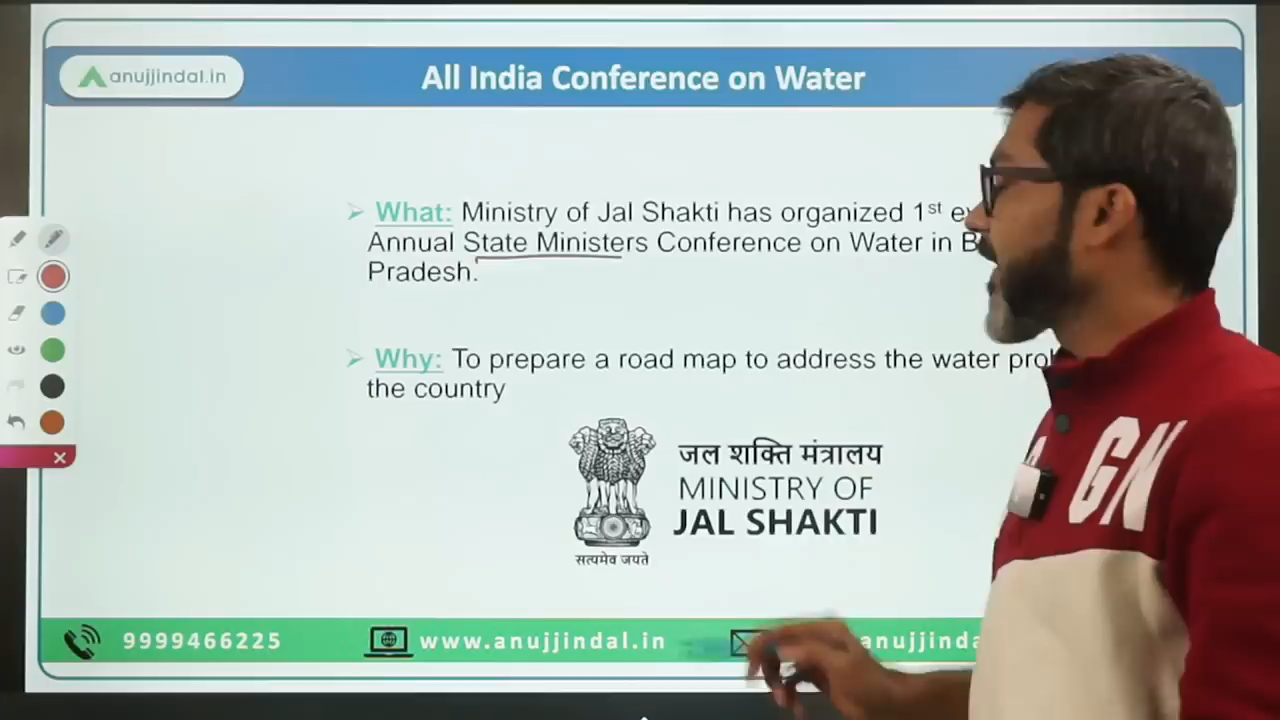 anujjindal.in
All India Conference on Water
What: Ministry of Jal Shakti has organized 1st
Annual State Ministers Conference on Water in
Pradesh.
Why: To prepare a road map to address the water
the country
जल शक्ति मंत्रालय
MINISTRY OF
JAL SHAKTI
सत्यमेव जयते
9999466225
www.anujjindal.in
GN